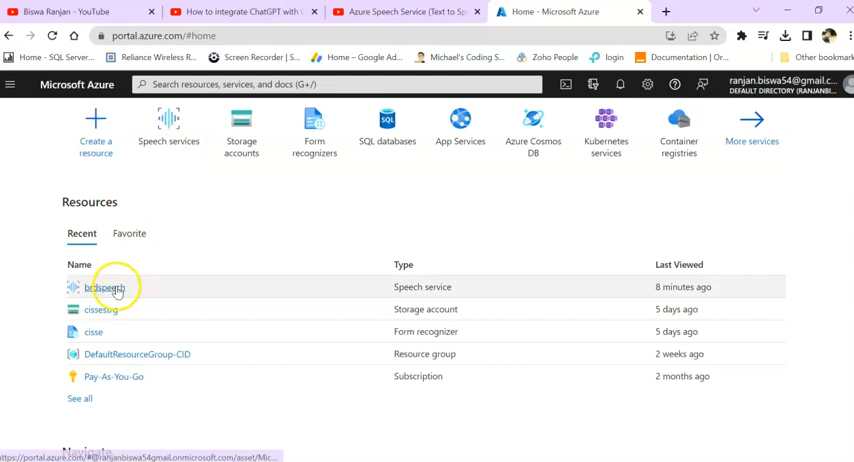 Biswa Ranjan - YouTube
How to integrate ChatGPT with
Azure Speech Service (Text to Sp
Home - Microsoft Azure
portal.azure.com/#home
Home - SQL Server...
Reliance Wireless R...
Screen Recorder | S...
Home – Google Ad...
Michael's Coding S...
Zoho People
login
Documentation | Or...
Other bookmark
Microsoft Azure
Search resources, services, and docs (G+/)
ranjan.biswa54@gmail.c...
DEFAULT DIRECTORY (RANJANBI...
Create a
resource
Speech services
Storage
accounts
Form
recognizers
SQL databases
App Services
Azure Cosmos
DB
Kubernetes
services
Container
registries
More services
Resources
Recent
Favorite
Name
Type
Last Viewed
brdspeech
Speech service
8 minutes ago
cissestrg
Storage account
5 days ago
cisse
Form recognizer
5 days ago
DefaultResourceGroup-CID
Resource group
2 weeks ago
Pay-As-You-Go
Subscription
2 months ago
See all
Navigate
https://portal.azure.com/#@ranjanbiswa54gmail.onmicrosoft.com/asset/Mic...